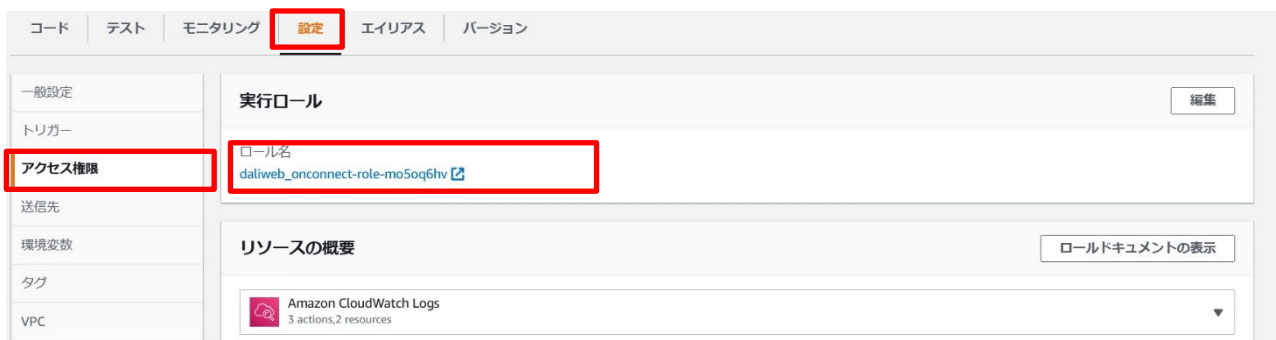 コード テスト モニタリング 設定 エイリアス バージョン
一般設定
トリガー
アクセス権限
送信先
環境変数
タグ
VPC
実行ロール
編集
ロール名
daliweb_onconnect-role-mo5oq6hv
リソースの概要
ロールドキュメントの表示
Amazon CloudWatch Logs
3 actions,2 resources